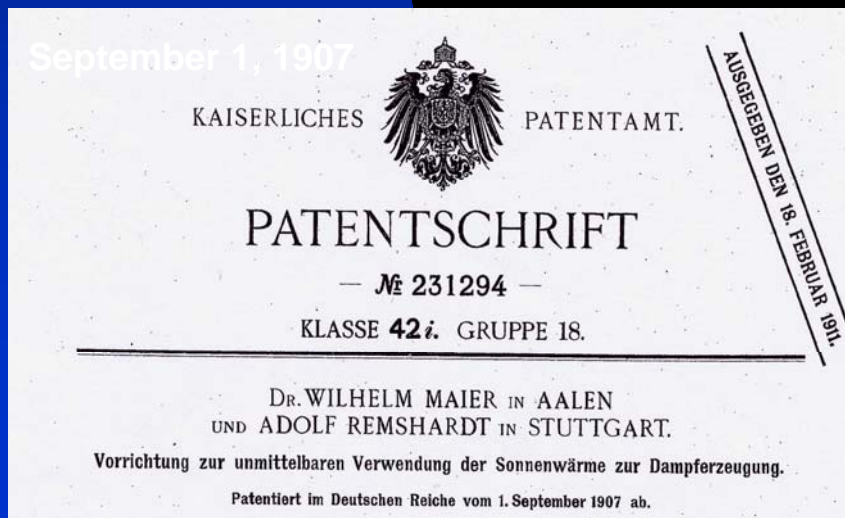 September 1, 1907
KAISERLICHES PATENTAMT.
PATENTSCHRIFT
— № 231294 —
KLASSE 42i. GRUPPE 18.
AUSGEGEBEN DEN 18. FEBRUAR 1911.
DR. WILHELM MAIER IN AALEN
UND ADOLF REMSHARDT IN STUTTGART.
Vorrichtung zur unmittelbaren Verwendung der Sonnenwärme zur Dampferzeugung.
Patentiert im Deutschen Reiche vom 1. September 1907 ab.